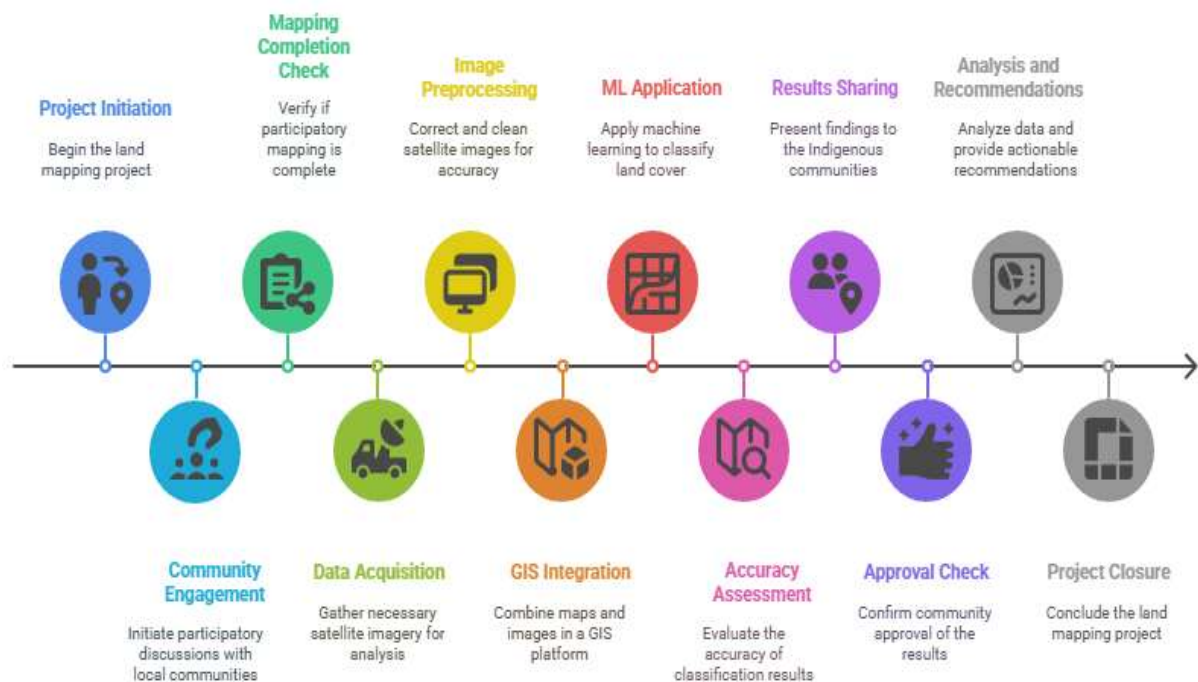 Project Initiation
Begin the land
mapping project
Mapping
Completion
Check
Verify if
participatory
mapping is
complete
Image
Preprocessing
Correct and clean
satellite images for
accuracy
ML Application
Apply machine
learning to classify
land cover
Results Sharing
Present findings to
the Indigenous
communities
Analysis and
Recommendations
Analyze data and
provide actionable
recommendations
Community
Engagement
Initiate participatory
discussions with
local communities
Data Acquisition
Gather necessary
satellite imagery for
analysis
GIS Integration
Combine maps and
images in a GIS
platform
Accuracy
Assessment
Evaluate the
accuracy of
classification results
Approval Check
Confirm community
approval of the
results
Project Closure
Conclude the land
mapping project